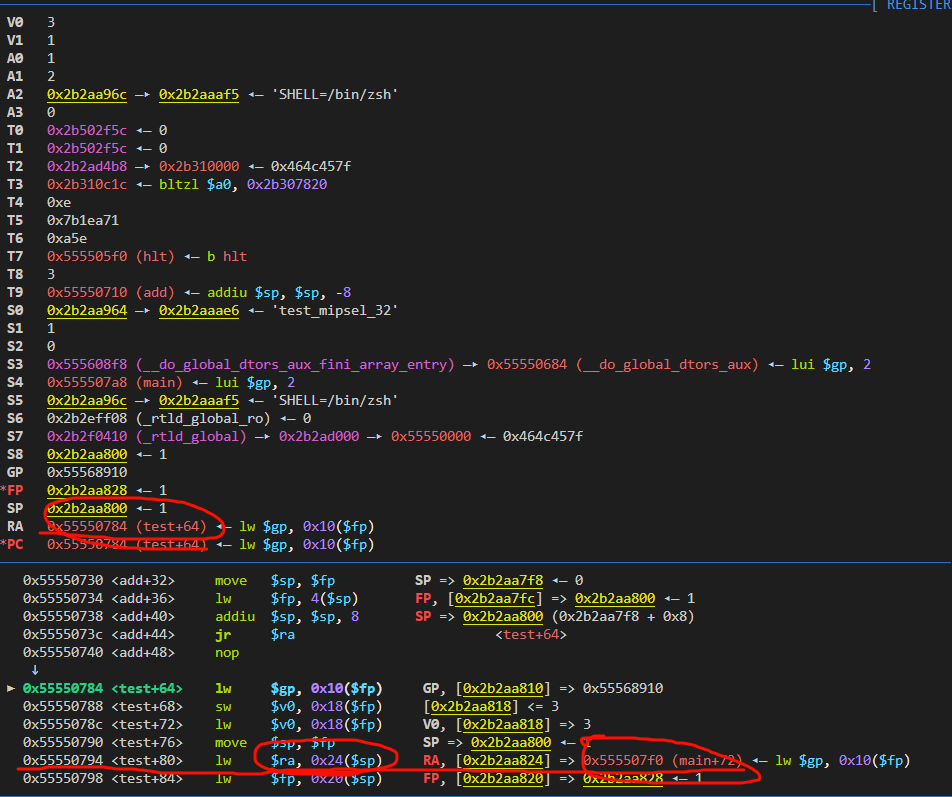 [ REGISTER
V0 3
V1 1
A0 1
A1 2
A2 0x2b2aa96c —▸ 0x2b2aaaf5 ◂— 'SHELL=/bin/zsh'
A3 0
T0 0x2b502f5c ◂— 0
T1 0x2b502f5c ◂— 0
T2 0x2b2ad4b8 —▸ 0x2b310000 ◂— 0x464c457f
T3 0x2b310c1c ◂— bltzl $a0, 0x2b307820
T4 0xe
T5 0x7b1ea71
T6 0xa5e
T7 0x555505f0 (hlt) ◂— b hlt
T8 3
T9 0x55550710 (add) ◂— addiu $sp, $sp, -8
S0 0x2b2aa964 —▸ 0x2b2aaae6 ◂— 'test_mipsel_32'
S1 1
S2 0
S3 0x555608f8 (__do_global_dtors_aux_fini_array_entry) —▸ 0x55550684 (__do_global_dtors_aux) ◂— lui $gp, 2
S4 0x555507a8 (main) ◂— lui $gp, 2
S5 0x2b2aa96c —▸ 0x2b2aaaf5 ◂— 'SHELL=/bin/zsh'
S6 0x2b2eff08 (_rtld_global_ro) ◂— 0
S7 0x2b2f0410 (_rtld_global) —▸ 0x2b2ad000 —▸ 0x55550000 ◂— 0x464c457f
S8 0x2b2aa800 ◂— 1
GP 0x55568910
*FP 0x2b2aa828 ◂— 1
SP 0x2b2aa800 ◂— 1
RA 0x55550784 (test+64) ◂— lw $gp, 0x10($fp)
*PC 0x55550784 (test+64) ◂— lw $gp, 0x10($fp)
0x55550730 <add+32> move $sp, $fp SP => 0x2b2aa7f8 ◂— 0
0x55550734 <add+36> lw $fp, 4($sp) FP, [0x2b2aa7fc] => 0x2b2aa800 ◂— 1
0x55550738 <add+40> addiu $sp, $sp, 8 SP => 0x2b2aa800 (0x2b2aa7f8 + 0x8)
0x5555073c <add+44> jr $ra <test+64>
0x55550740 <add+48> nop
↓
► 0x55550784 <test+64> lw $gp, 0x10($fp) GP, [0x2b2aa810] => 0x55568910
0x55550788 <test+68> sw $v0, 0x18($fp) [0x2b2aa818] <= 3
0x5555078c <test+72> lw $v0, 0x18($fp) V0, [0x2b2aa818] => 3
0x55550790 <test+76> move $sp, $fp SP => 0x2b2aa800 ◂— 1
0x55550794 <test+80> lw $ra, 0x24($sp) RA, [0x2b2aa824] => 0x555507f0 (main+72) ◂— lw $gp, 0x10($fp)
0x55550798 <test+84> lw $fp, 0x20($sp) FP, [0x2b2aa820] => 0x2b2aa828 ◂— 1